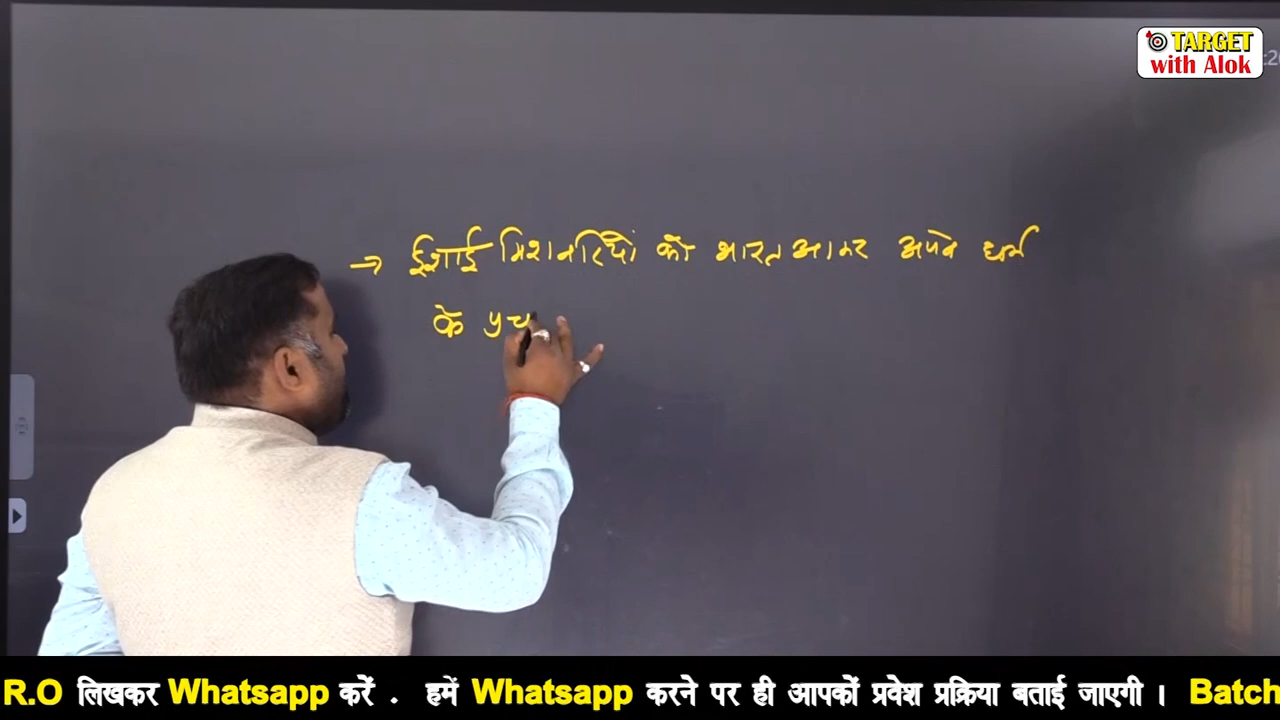 TARGET
with Alok
→ ईशाई मिशनरियों को भारत आकर अपने धर्म
के प्रच
R.O लिखकर Whatsapp करें . हमें Whatsapp करने पर ही आपकों प्रवेश प्रक्रिया बताई जाएगी । Batch